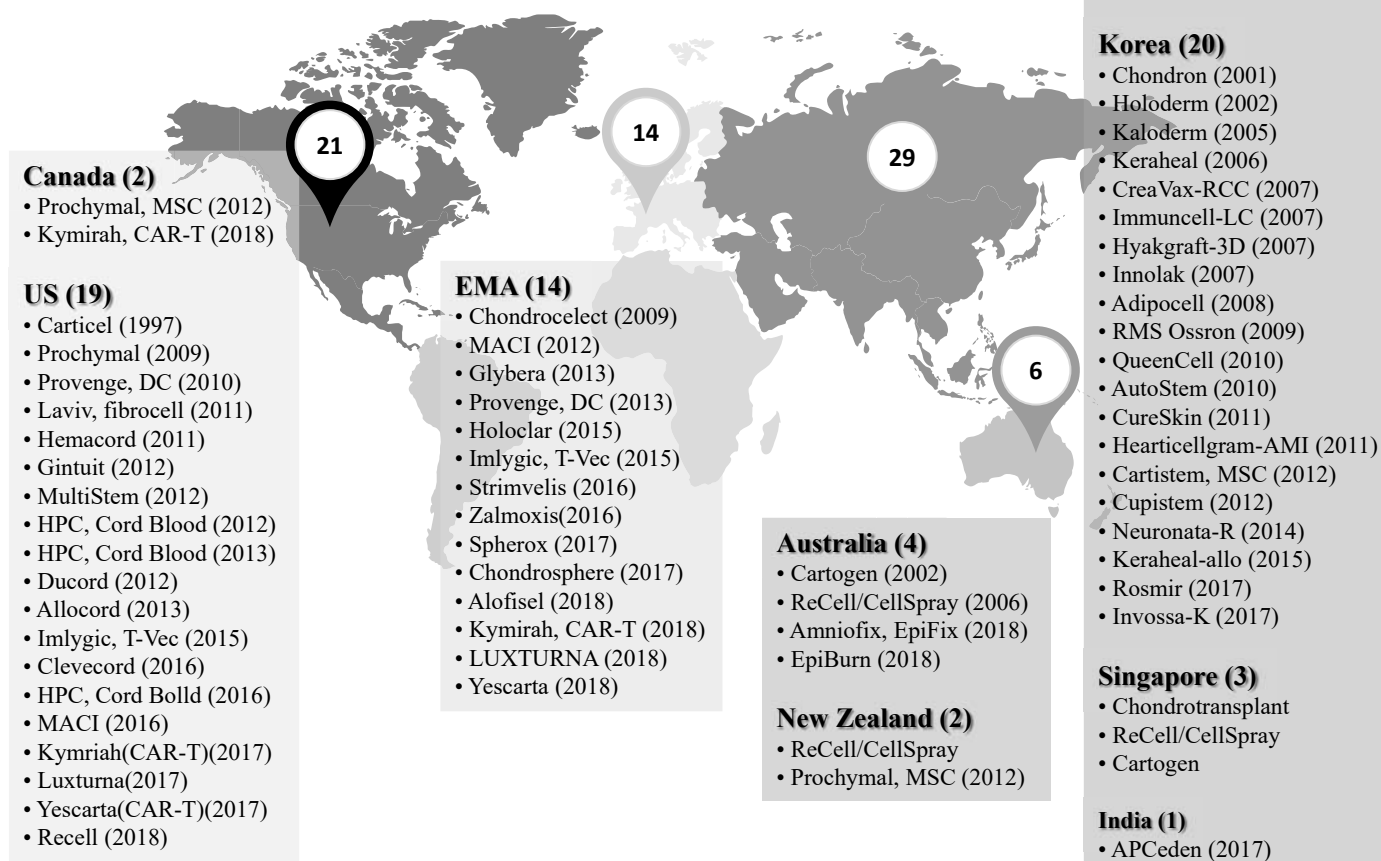 21
14
29
6
Canada (2)
• Prochymal, MSC (2012)
• Kymirah, CAR-T (2018)
US (19)
• Carticel (1997)
• Prochymal (2009)
• Provenge, DC (2010)
• Laviv, fibrocell (2011)
• Hemacord (2011)
• Gintuit (2012)
• MultiStem (2012)
• HPC, Cord Blood (2012)
• HPC, Cord Blood (2013)
• Ducord (2012)
• Allocord (2013)
• Imlygic, T-Vec (2015)
• Clevecord (2016)
• HPC, Cord Bolld (2016)
• MACI (2016)
• Kymriah(CAR-T)(2017)
• Luxturna(2017)
• Yescarta(CAR-T)(2017)
• Recell (2018)
EMA (14)
• Chondrocelect (2009)
• MACI (2012)
• Glybera (2013)
• Provenge, DC (2013)
• Holoclar (2015)
• Imlygic, T-Vec (2015)
• Strimvelis (2016)
• Zalmoxis(2016)
• Spherox (2017)
• Chondrosphere (2017)
• Alofisel (2018)
• Kymirah, CAR-T (2018)
• LUXTURNA (2018)
• Yescarta (2018)
Australia (4)
• Cartogen (2002)
• ReCell/CellSpray (2006)
• Amniofix, EpiFix (2018)
• EpiBurn (2018)
New Zealand (2)
• ReCell/CellSpray
• Prochymal, MSC (2012)
Korea (20)
• Chondron (2001)
• Holoderm (2002)
• Kaloderm (2005)
• Keraheal (2006)
• CreaVax-RCC (2007)
• Immuncell-LC (2007)
• Hyakgraft-3D (2007)
• Innolak (2007)
• Adipocell (2008)
• RMS Ossron (2009)
• QueenCell (2010)
• AutoStem (2010)
• CureSkin (2011)
• Hearticellgram-AMI (2011)
• Cartistem, MSC (2012)
• Cupistem (2012)
• Neuronata-R (2014)
• Keraheal-allo (2015)
• Rosmir (2017)
• Invossa-K (2017)
Singapore (3)
• Chondrotransplant
• ReCell/CellSpray
• Cartogen
India (1)
• APCeden (2017)